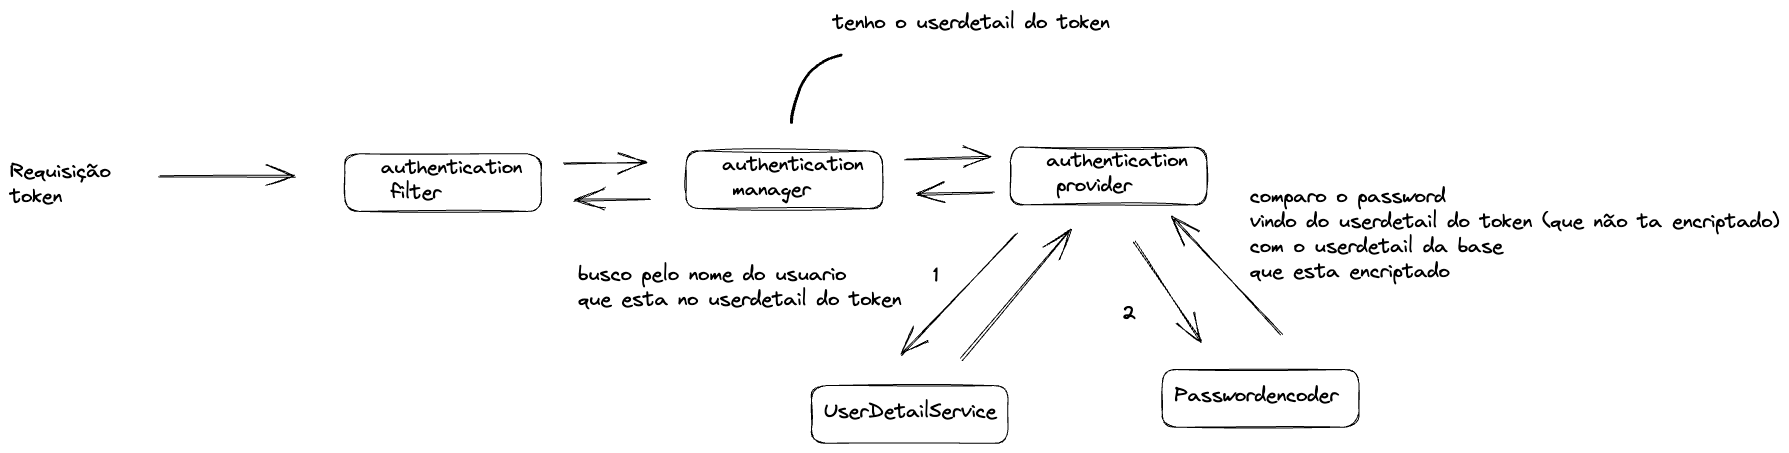 tenho o userdetail do token
Requisição
token
authentication
filter
authentication
manager
authentication
provider
comparo o password
vindo do userdetail do token (que não ta encriptado)
com o userdetail da base
que esta encriptado
busco pelo nome do usuario
que esta no userdetail do token
1
2
UserDetailService
Passwordencoder